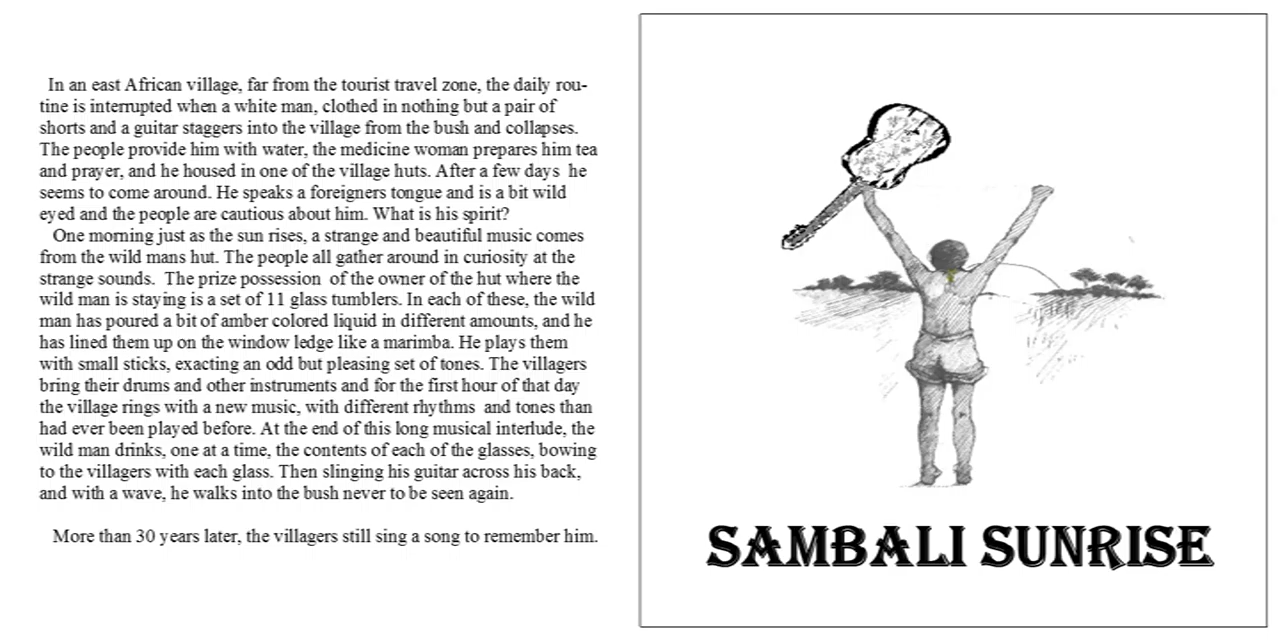 In an east African village, far from the tourist travel zone, the daily rou-
tine is interrupted when a white man, clothed in nothing but a pair of
shorts and a guitar staggers into the village from the bush and collapses.
The people provide him with water, the medicine woman prepares him tea
and prayer, and he housed in one of the village huts. After a few days he
seems to come around. He speaks a foreigners tongue and is a bit wild
eyed and the people are cautious about him. What is his spirit?
One morning just as the sun rises, a strange and beautiful music comes
from the wild mans hut. The people all gather around in curiosity at the
strange sounds. The prize possession of the owner of the hut where the
wild man is staying is a set of 11 glass tumblers. In each of these, the wild
man has poured a bit of amber colored liquid in different amounts, and he
has lined them up on the window ledge like a marimba. He plays them
with small sticks, exacting an odd but pleasing set of tones. The villagers
bring their drums and other instruments and for the first hour of that day
the village rings with a new music, with different rhythms and tones than
had ever been played before. At the end of this long musical interlude, the
wild man drinks, one at a time, the contents of each of the glasses, bowing
to the villagers with each glass. Then slinging his guitar across his back,
and with a wave, he walks into the bush never to be seen again.
More than 30 years later, the villagers still sing a song to remember him.
SAMBALI SUNRISE